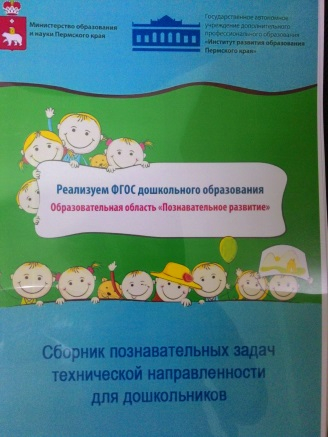 Министерство образования
и науки Пермского края
Государственное автономное
учреждение дополнительного
профессионального образования
«Институт развития образования
Пермского края»
Реализуем ФГОС дошкольного образования
Образовательная область «Познавательное развитие»
Сборник познавательных задач
технической направленности
для дошкольников